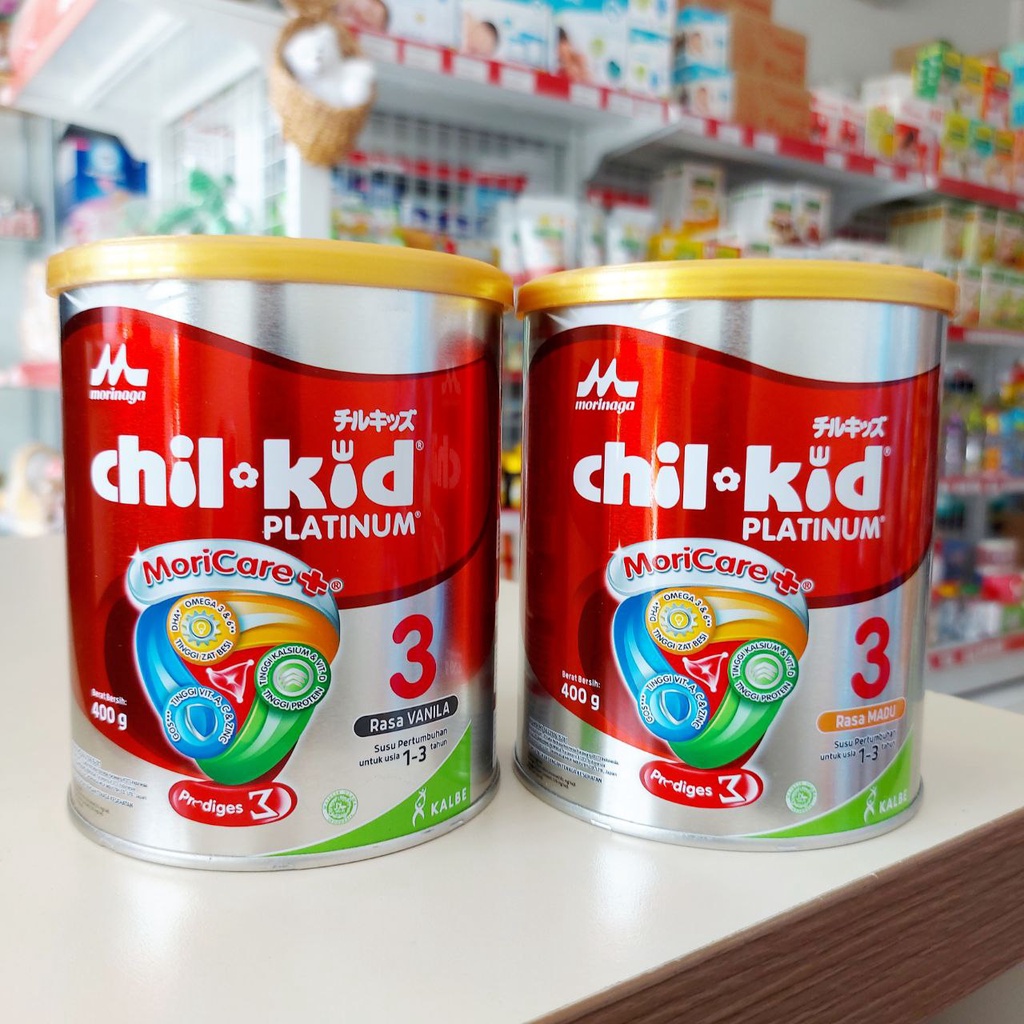 morinaga
チルキッズ
chil kid®
PLATINUM®
MoriCare +®
OMEGA 3 & 6**
DHA*
TINGGI ZAT BESI
TINGGI KALSIUM & VIT. D
TINGGI PROTEIN
TINGGI VIT. A, C & ZINC
GOS***
3
Berat Bersih:
400 g
Rasa VANILA
Susu Pertumbuhan
untuk usia 1-3 tahun
Prodiges 3
KALBE
morinaga
チルキッズ
chil kid®
PLATINUM®
MoriCare +®
OMEGA 3 & 6**
DHA*
TINGGI ZAT BESI
TINGGI KALSIUM & VIT. D
TINGGI PROTEIN
TINGGI VIT. A, C & ZINC
GOS***
3
Berat Bersih:
400 g
Rasa MADU
Susu Pertumbuhan
untuk usia 1-3 tahun
Prodiges 3
KALBE